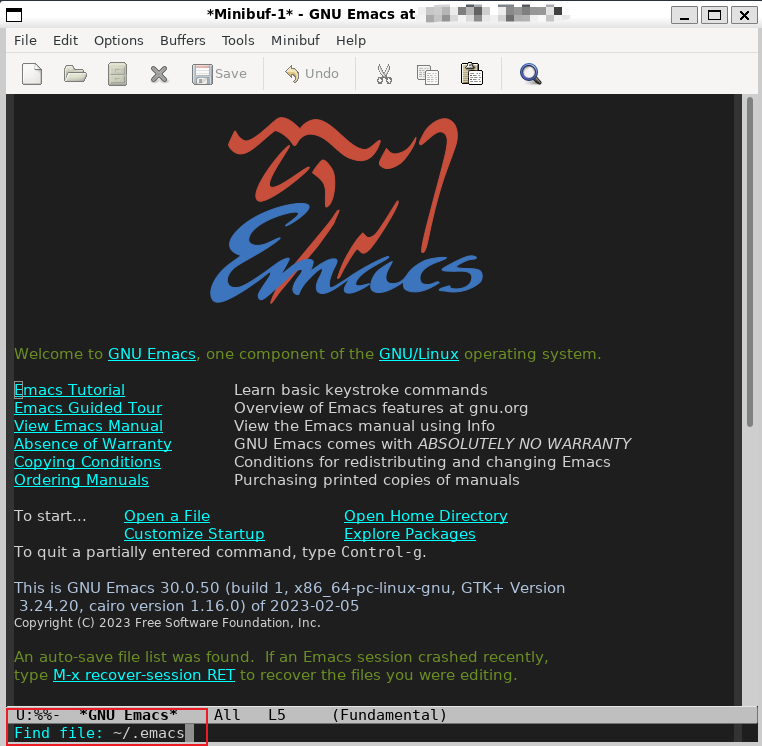 *Minibuf-1* - GNU Emacs at
File Edit Options Buffers Tools Minibuf Help
Save Undo
Emacs
Welcome to GNU Emacs, one component of the GNU/Linux operating system.
Emacs Tutorial Learn basic keystroke commands
Emacs Guided Tour Overview of Emacs features at gnu.org
View Emacs Manual View the Emacs manual using Info
Absence of Warranty GNU Emacs comes with ABSOLUTELY NO WARRANTY
Copying Conditions Conditions for redistributing and changing Emacs
Ordering Manuals Purchasing printed copies of manuals
To start... Open a File Open Home Directory
Customize Startup Explore Packages
To quit a partially entered command, type Control-g.
This is GNU Emacs 30.0.50 (build 1, x86_64-pc-linux-gnu, GTK+ Version
3.24.20, cairo version 1.16.0) of 2023-02-05
Copyright (C) 2023 Free Software Foundation, Inc.
An auto-save file list was found. If an Emacs session crashed recently,
type M-x recover-session RET to recover the files you were editing.
U:%%- *GNU Emacs* All L5 (Fundamental)
Find file: ~/.emacs